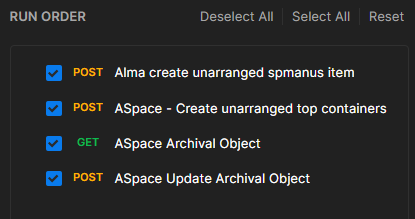 RUN ORDER Deselect All Select All Reset
POST Alma create unarranged spmanus item
POST ASpace - Create unarranged top containers
GET ASpace Archival Object
POST ASpace Update Archival Object